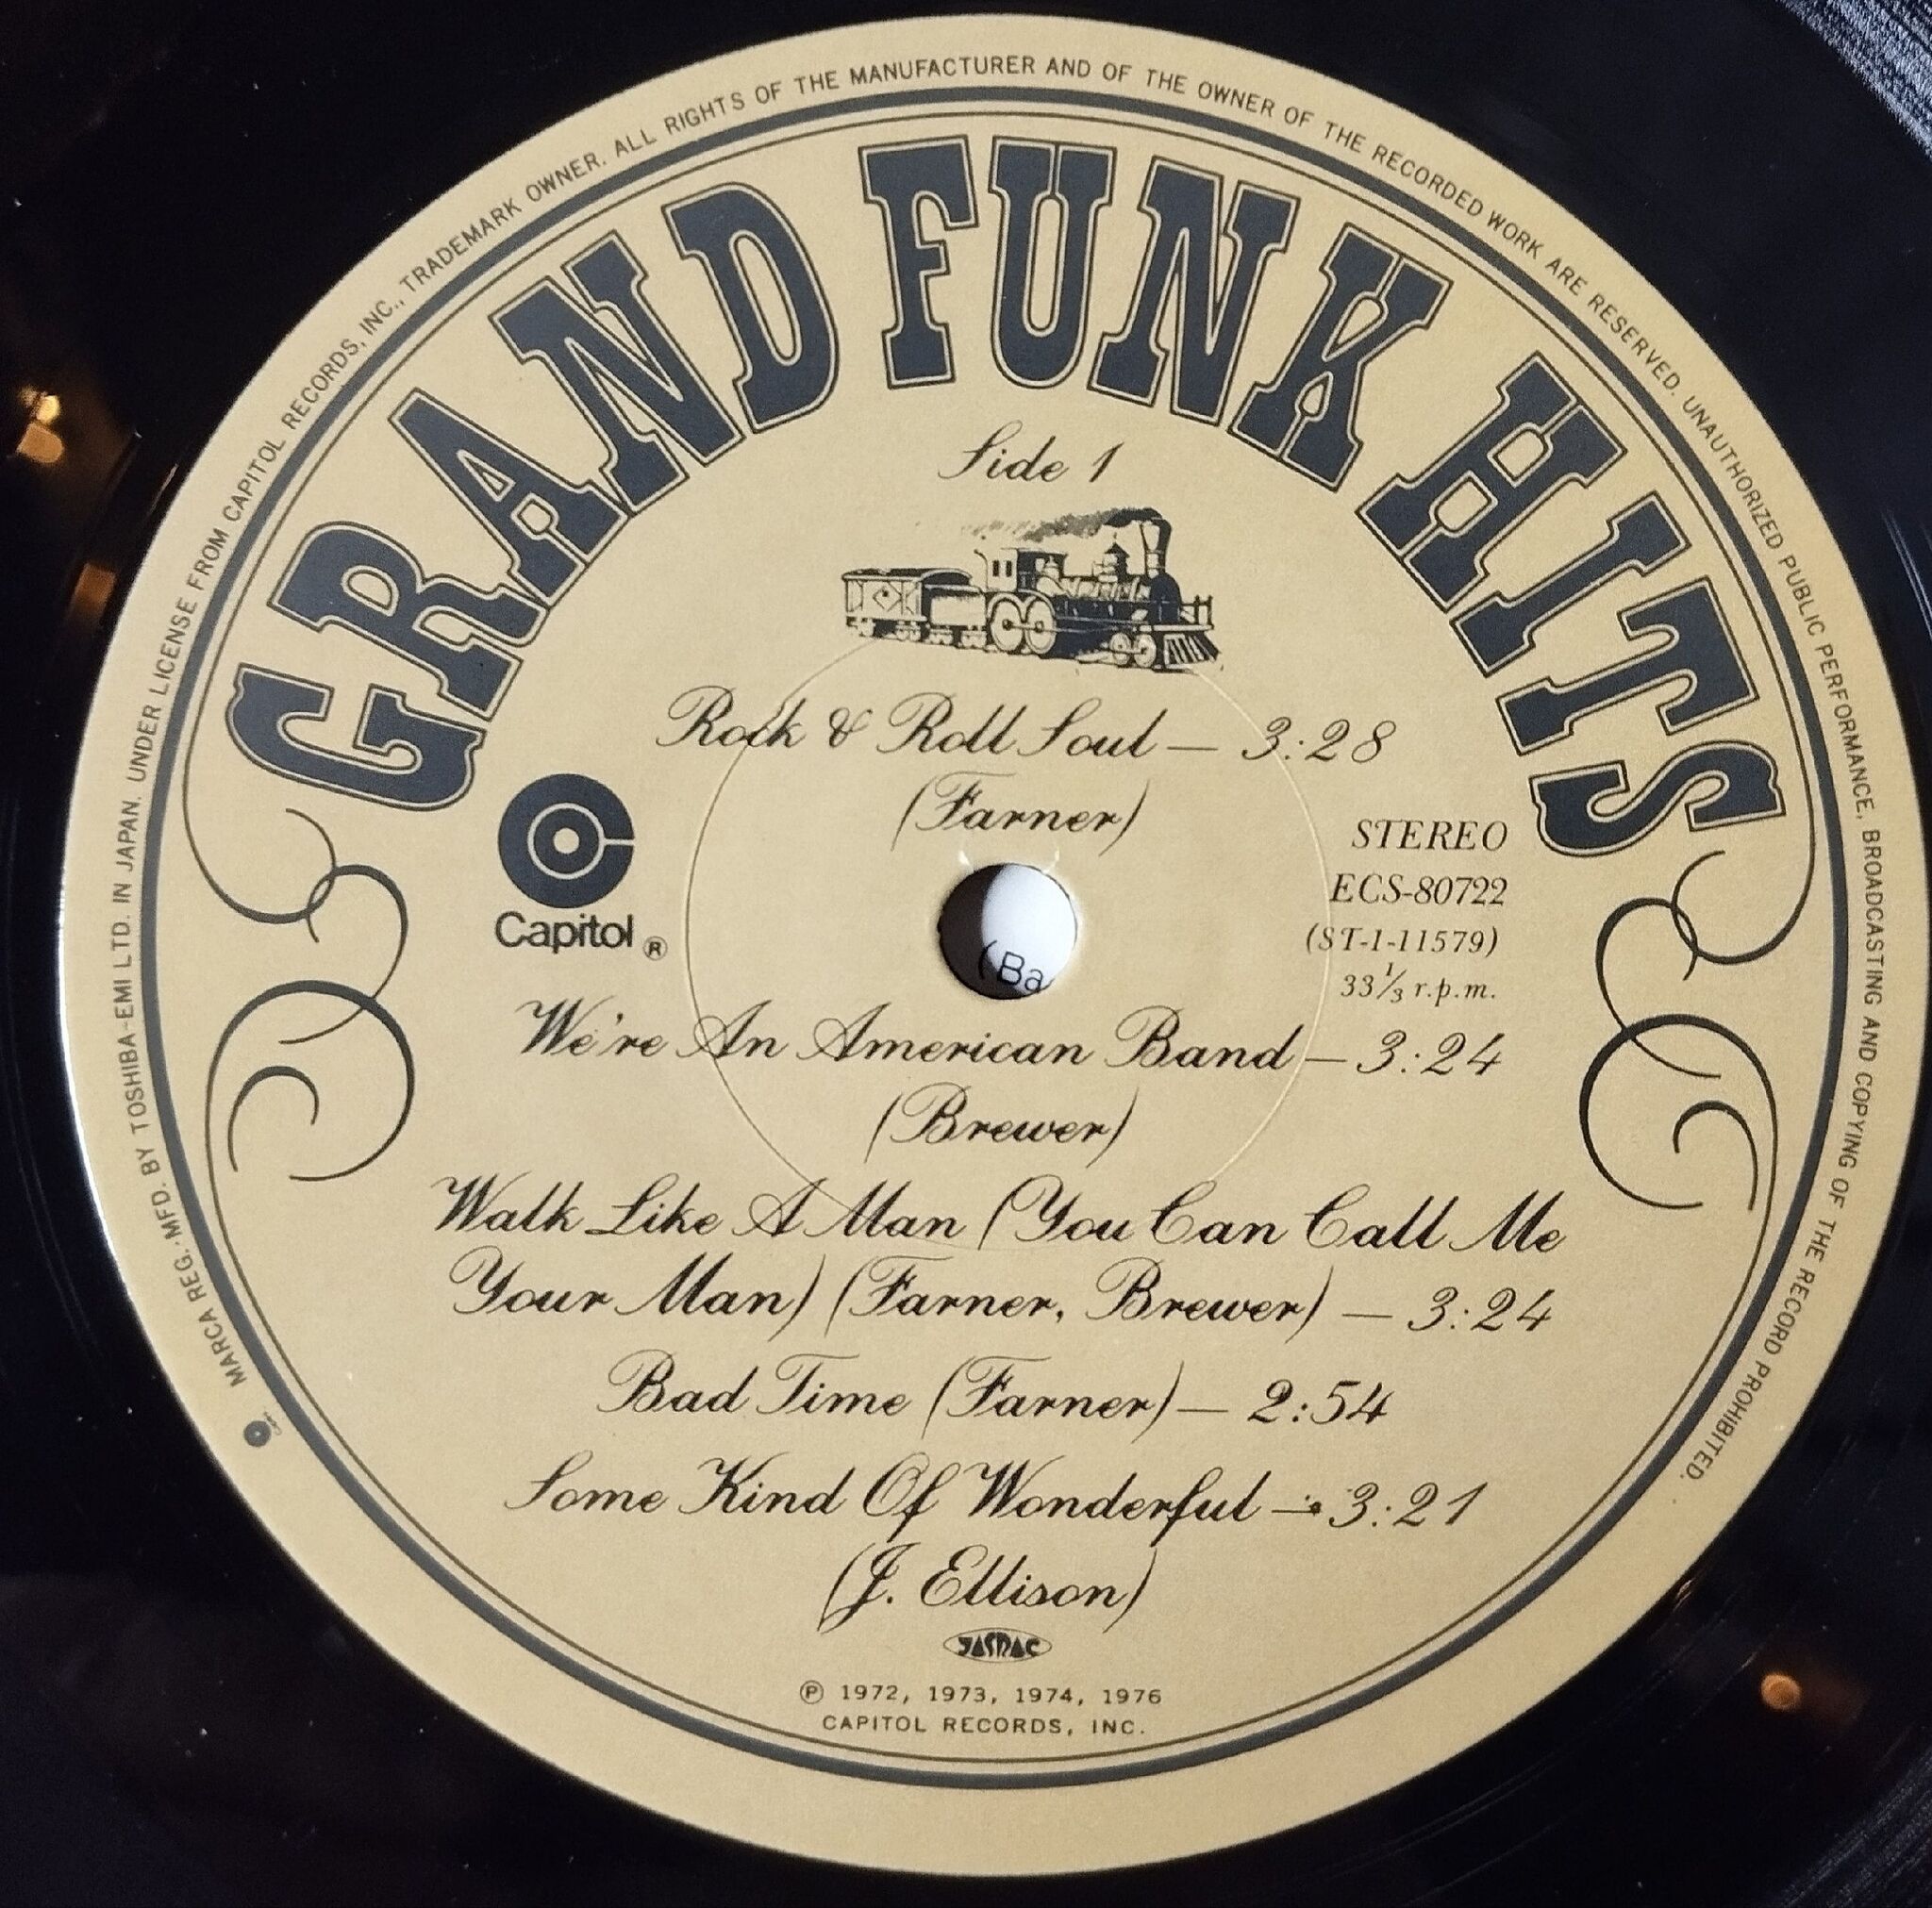 MARCA REG. MFD. BY TOSHIBA-EMI LTD. IN JAPAN. UNDER LICENSE FROM CAPITOL RECORDS, INC., TRADEMARK OWNER. ALL RIGHTS OF THE MANUFACTURER AND OF THE OWNER OF THE RECORDED WORK ARE RESERVED. UNAUTHORIZED PUBLIC PERFORMANCE, BROADCASTING AND COPYING OF THE RECORD PROHIBITED.
GRAND FUNK HITS
Side 1
Rock & Roll Soul — 3:28
(Farner)
Capitol ®
STEREO
ECS-80722
(ST-1-11579)
33 1/3 r.p.m.
(Ba
We're An American Band — 3:24
(Brewer)
Walk Like A Man (You Can Call Me
Your Man) (Farner, Brewer) — 3:24
Bad Time (Farner) — 2:54
Some Kind Of Wonderful — 3:21
(J. Ellison)
JASRAC
℗ 1972, 1973, 1974, 1976
CAPITOL RECORDS, INC.